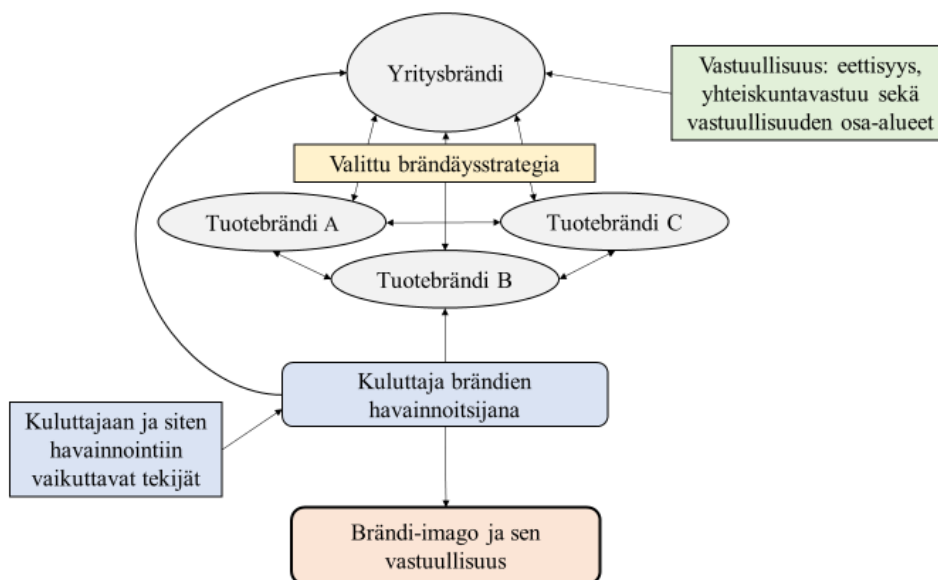 Yritysbrändi
Vastuullisuus: eettisyys,
yhteiskuntavastuu sekä
vastuullisuuden osa-alueet
Valittu brändäysstrategia
Tuotebrändi A
Tuotebrändi C
Tuotebrändi B
Kuluttaja brändien
havainnoitsijana
Kuluttajaan ja siten
havainnointiin
vaikuttavat tekijät
Brändi-imago ja sen
vastuullisuus